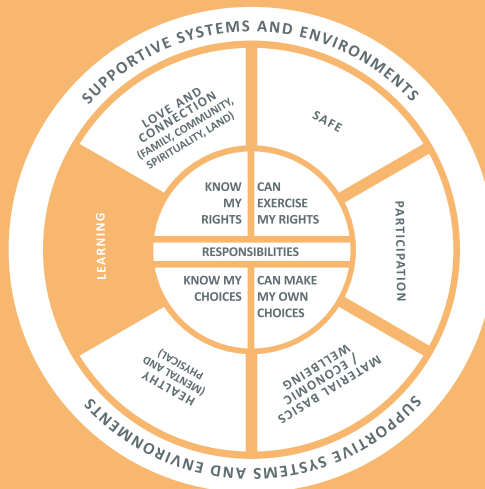 SUPPORTIVE SYSTEMS AND ENVIRONMENTS
LOVE AND
CONNECTION
(FAMILY, COMMUNITY,
SPIRITUALITY, LAND)
SAFE
KNOW
MY
RIGHTS
CAN
EXERCISE
MY RIGHTS
LEARNING
RESPONSIBILITIES
PARTICIPATION
KNOW MY
CHOICES
CAN MAKE
MY OWN
CHOICES
HEALTHY
(MENTAL AND
PHYSICAL)
MATERIAL BASICS
/ ECONOMIC
WELLBEING
SUPPORTIVE SYSTEMS AND ENVIRONMENTS